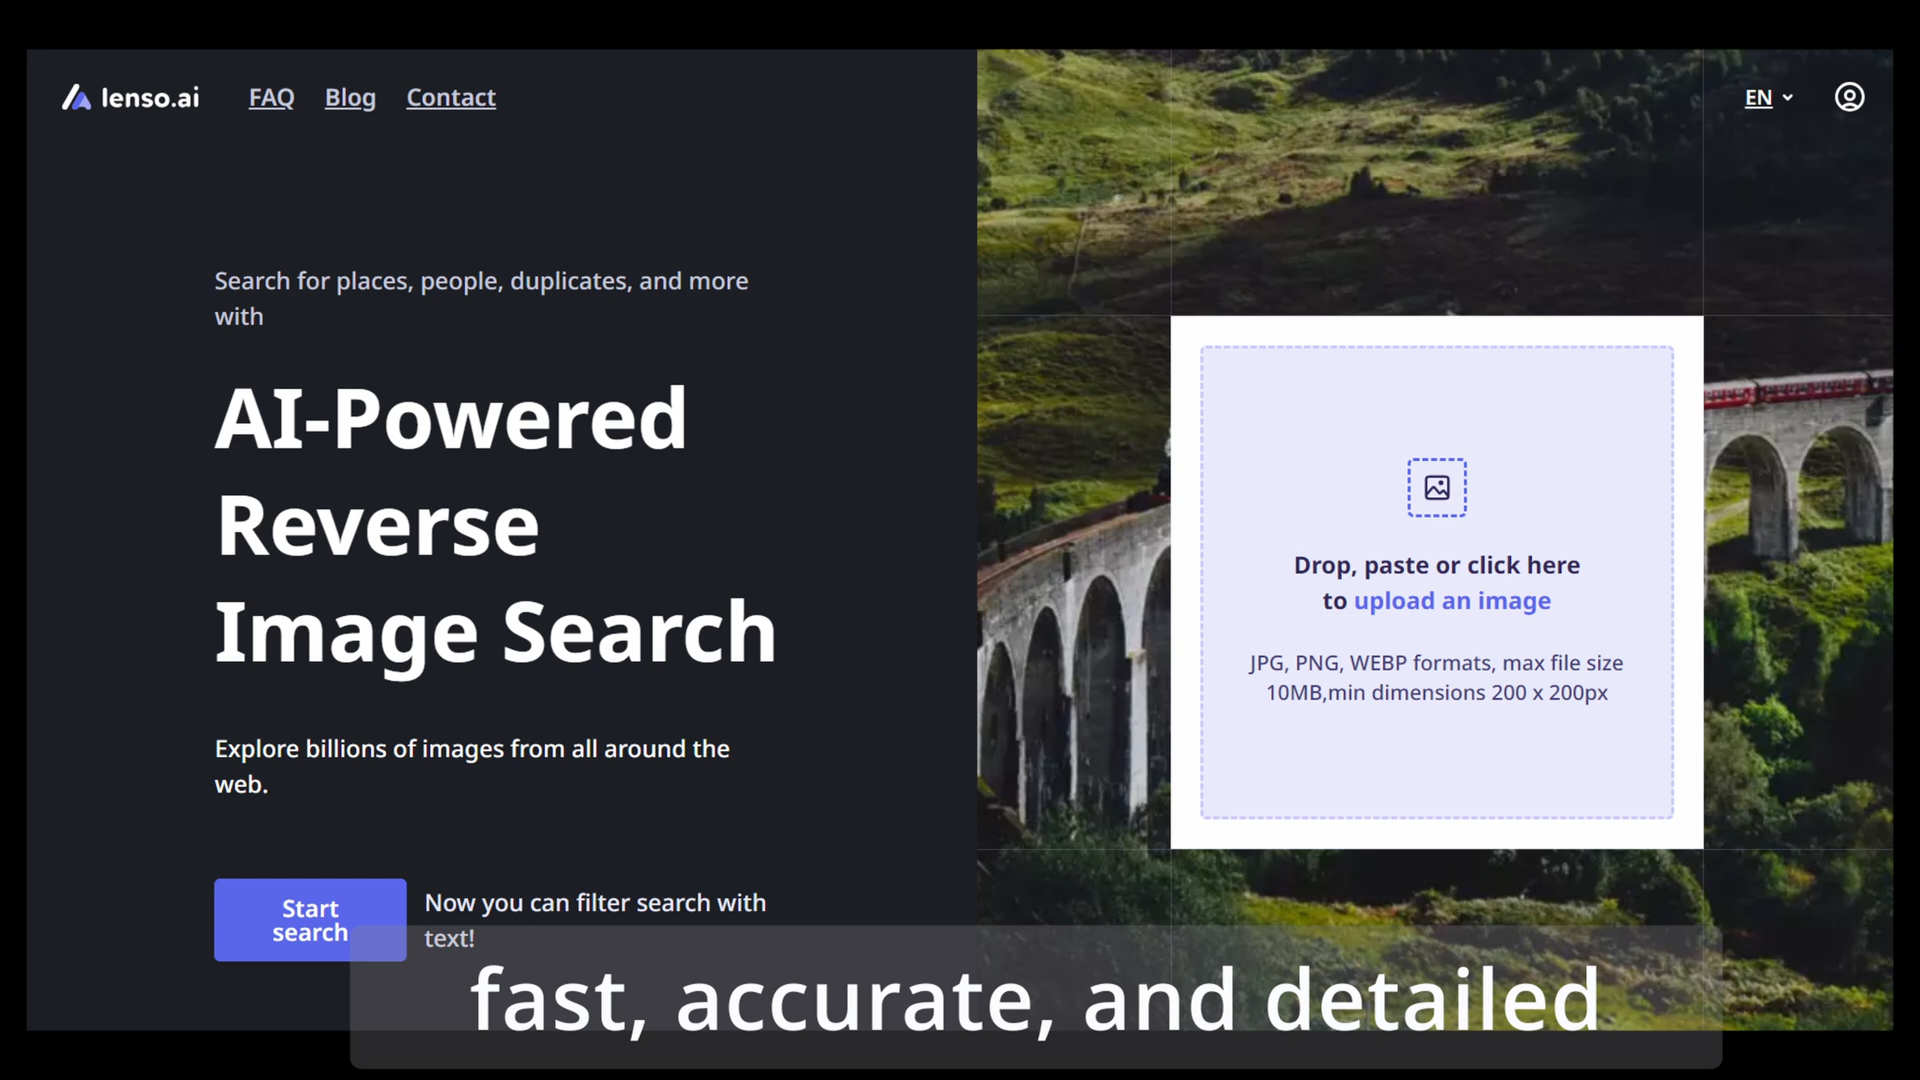 lenso.ai FAQ Blog Contact
EN
Search for places, people, duplicates, and more
with
AI-Powered
Reverse
Image Search
Explore billions of images from all around the
web.
Start
search
Now you can filter search with
text!
Drop, paste or click here
to upload an image
JPG, PNG, WEBP formats, max file size
10MB,min dimensions 200 x 200px
fast, accurate, and detailed